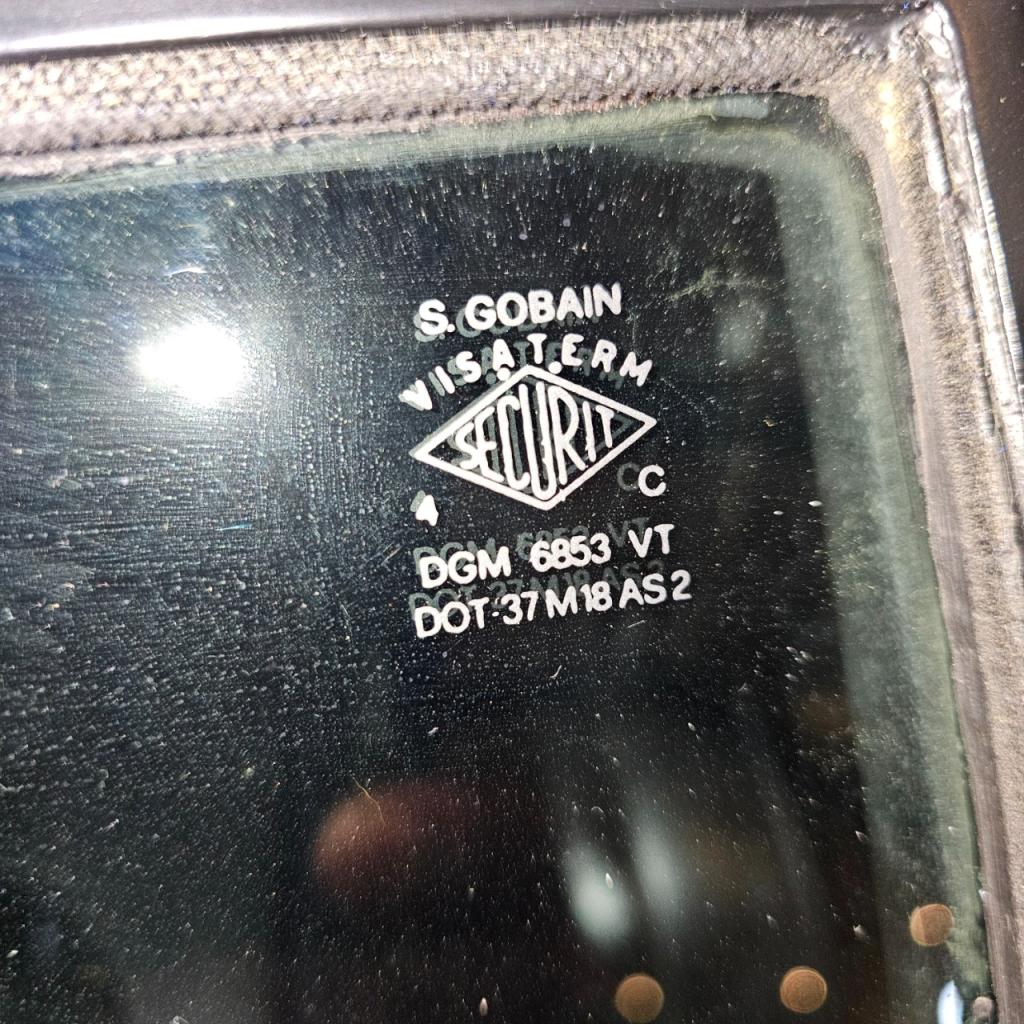 S. GOBAIN
VISATERM
SECURIT
4 C
DGM 6853 VT
DOT-37 M18 AS2